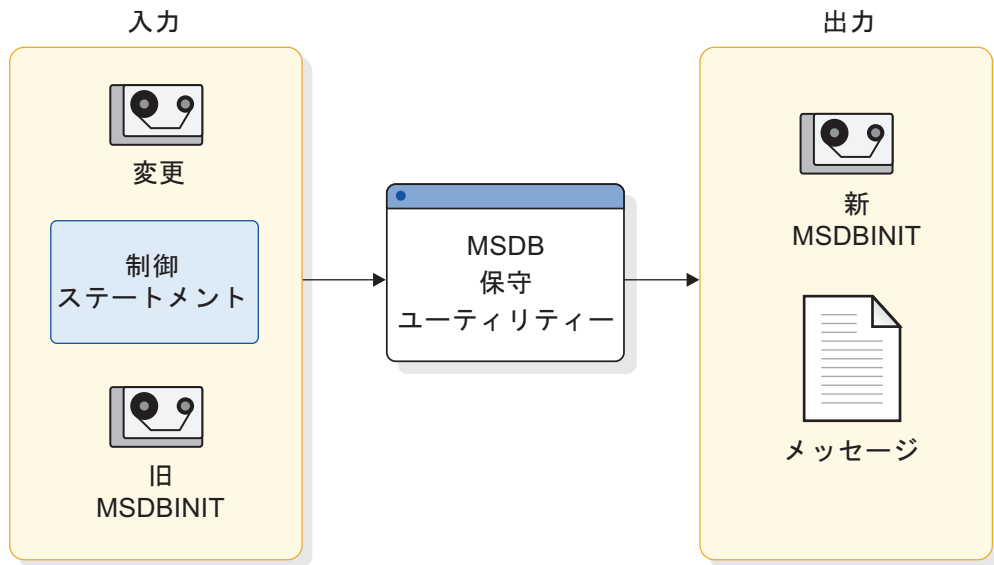 入力
変更
制御
ステートメント
旧
MSDBINIT
MSDB
保守
ユーティリティー
出力
新
MSDBINIT
メッセージ